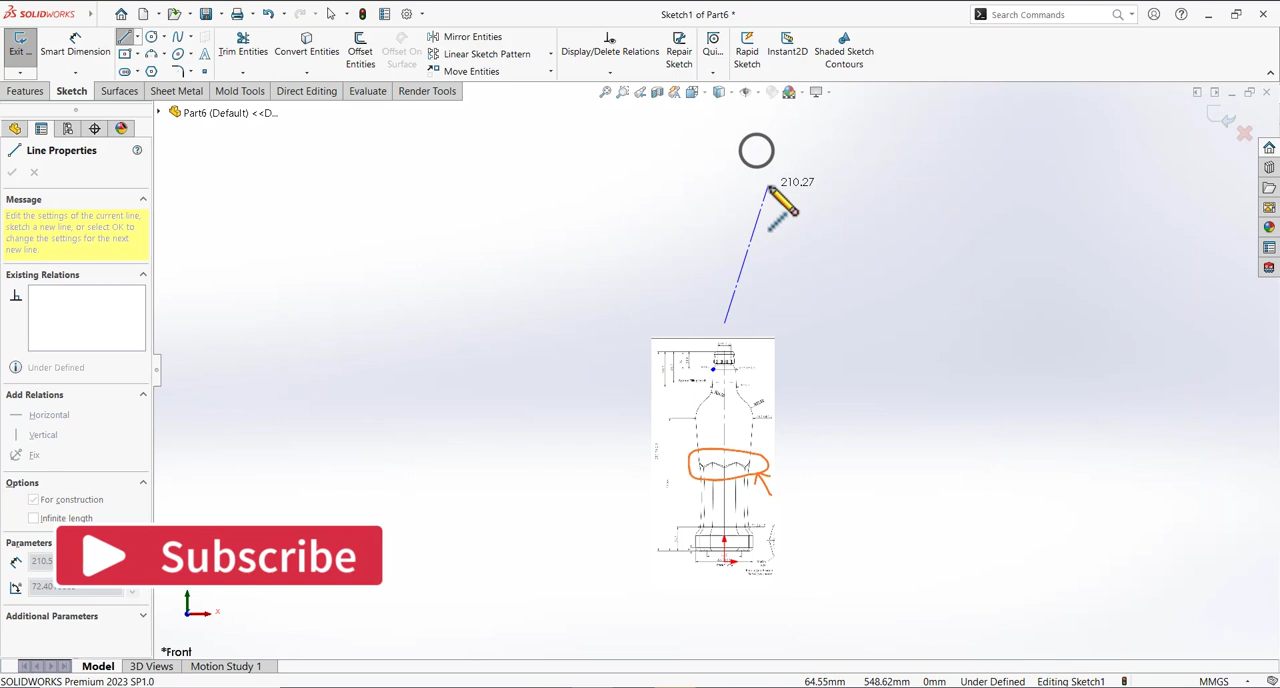 SOLIDWORKS
Sketch1 of Part6 *
Search Commands
Exit ...
Smart Dimension
Trim Entities
Convert Entities
Offset Entities
Offset On Surface
Mirror Entities
Linear Sketch Pattern
Move Entities
Display/Delete Relations
Repair Sketch
Qui...
Rapid Sketch
Instant2D
Shaded Sketch Contours
Features
Sketch
Surfaces
Sheet Metal
Mold Tools
Direct Editing
Evaluate
Render Tools
Part6 (Default) <<D...
Line Properties
Message
Edit the settings of the current line,
sketch a new line, or select OK to
change the settings for the next
new line.
Existing Relations
Under Defined
Add Relations
Horizontal
Vertical
Fix
Options
For construction
Infinite length
Parameters
210.5
Subscribe
Additional Parameters
210.27
x
*Front
Model
3D Views
Motion Study 1
SOLIDWORKS Premium 2023 SP1.0
64.55mm
548.62mm
0mm
Under Defined
Editing Sketch1
MMGS